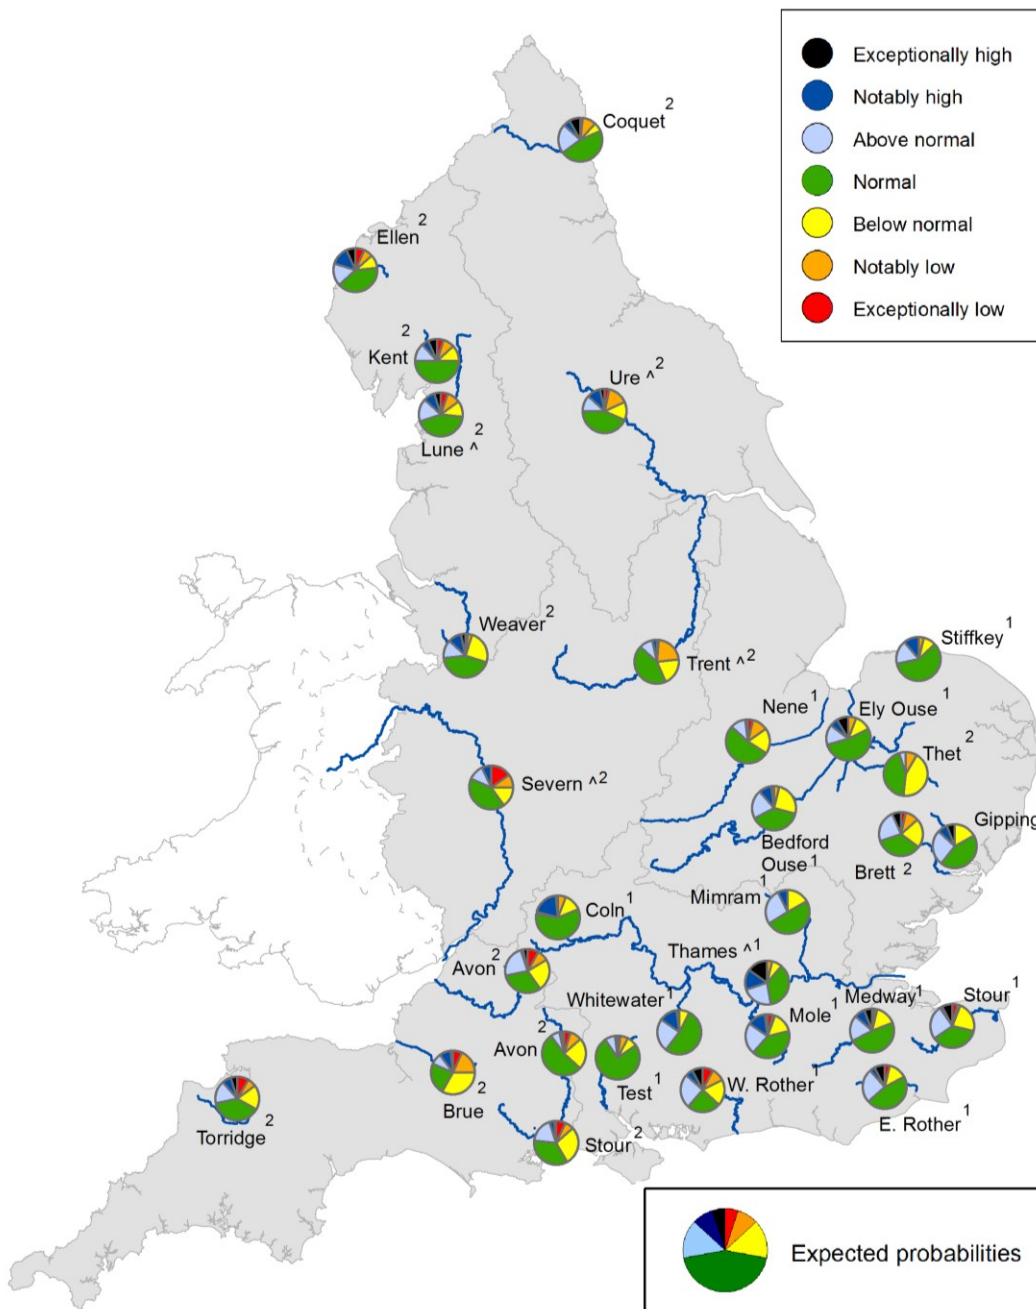 Exceptionally high
Notably high
Above normal
Normal
Below normal
Notably low
Exceptionally low
Coquet 2
Ellen 2
Kent 2
Ure ^ 2
Lune ^ 2
Weaver 2
Trent ^ 2
Stiffkey 1
Nene 1
Ely Ouse 1
Thet 2
Severn ^ 2
Gipping
Bedford
Ouse 1
Brett 2
Mimram 1
Coln 1
Thames ^ 1
Avon 2
Whitewater 1
Mole 1
Medway 1
Stour 1
Avon 2
Test 1
W. Rother 1
Brue 2
E. Rother 1
Torridge 2
Stour 2
Expected probabilities